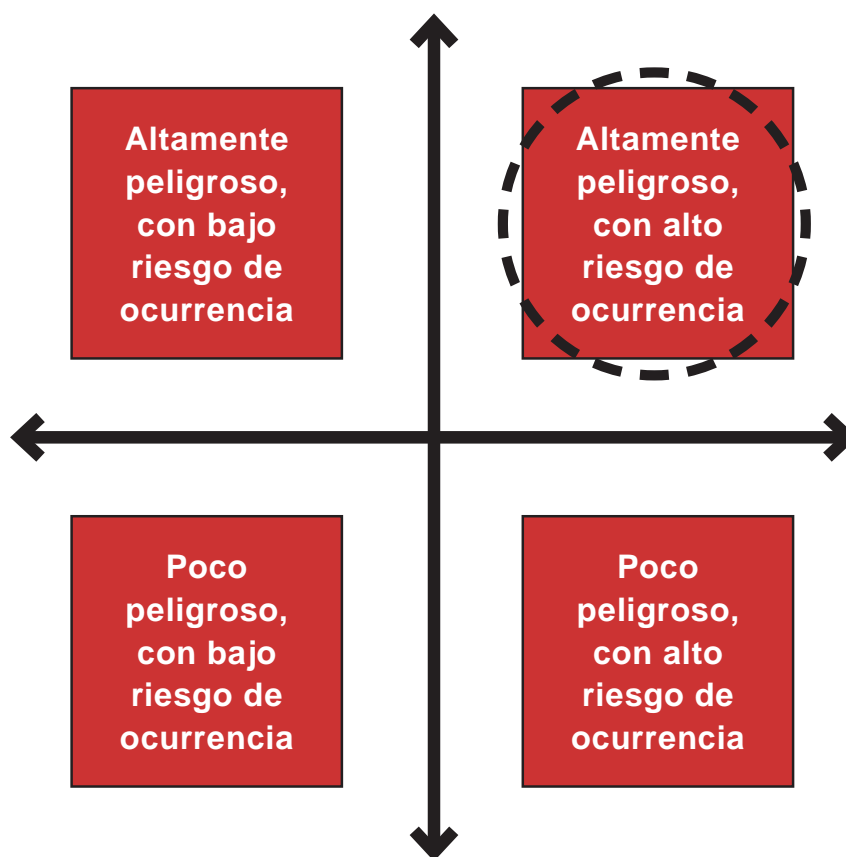 Altamente
peligroso,
con bajo
riesgo de
ocurrencia
Altamente
peligroso,
con alto
riesgo de
ocurrencia
Poco
peligroso,
con bajo
riesgo de
ocurrencia
Poco
peligroso,
con alto
riesgo de
ocurrencia